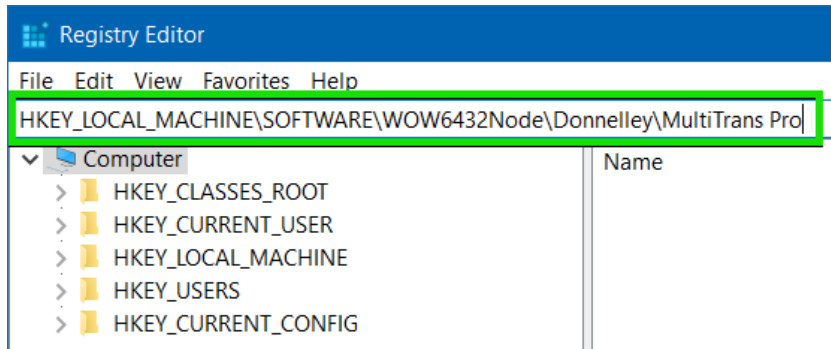 Registry Editor
File Edit View Favorites Help
HKEY_LOCAL_MACHINE\SOFTWARE\WOW6432Node\Donnelley\MultiTrans Pro
Computer
Name
HKEY_CLASSES_ROOT
HKEY_CURRENT_USER
HKEY_LOCAL_MACHINE
HKEY_USERS
HKEY_CURRENT_CONFIG